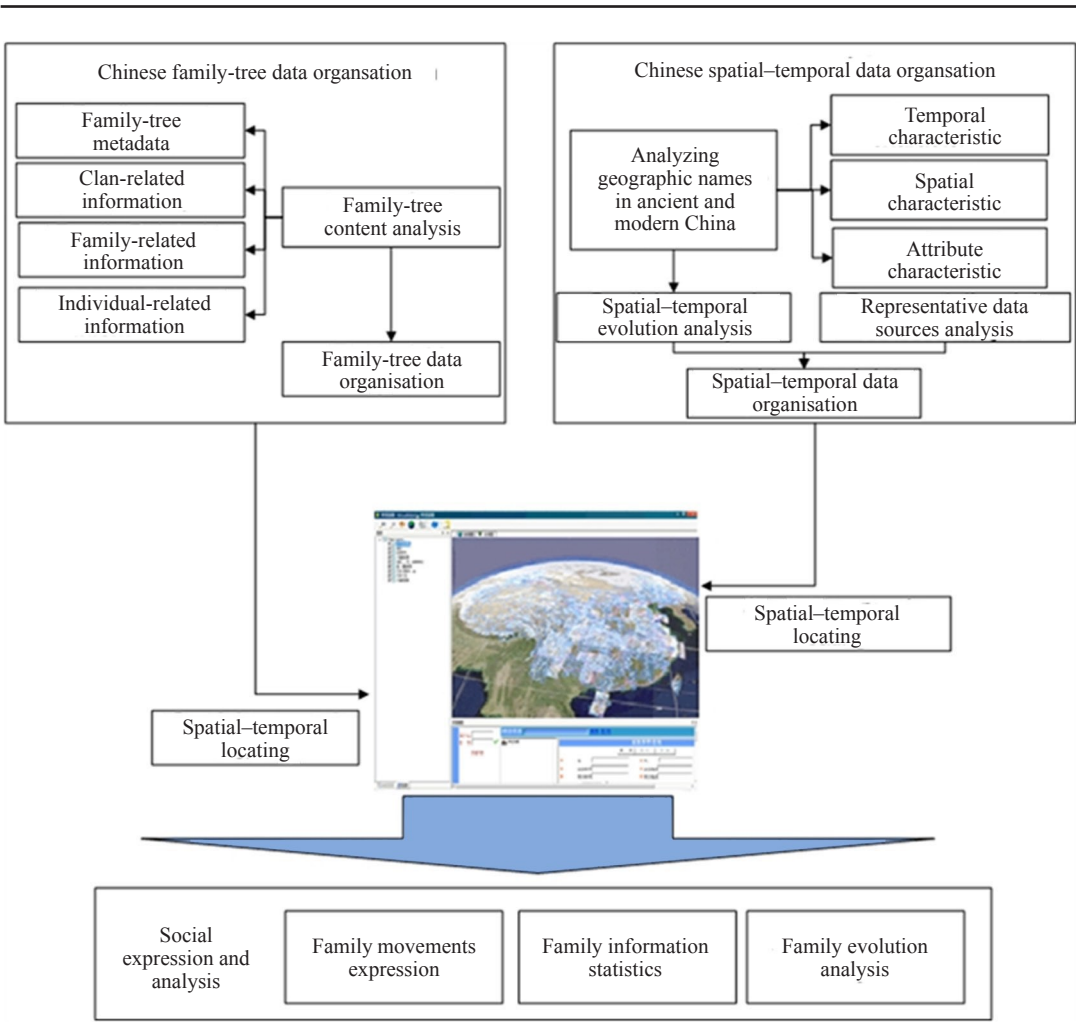 Chinese family-tree data organsation
Family-tree
metadata
Clan-related
information
Family-related
information
Individual-related
information
Family-tree
content analysis
Family-tree data
organisation
Chinese spatial–temporal data organsation
Analyzing
geographic names
in ancient and
modern China
Temporal
characteristic
Spatial
characteristic
Attribute
characteristic
Spatial–temporal
evolution analysis
Representative data
sources analysis
Spatial–temporal data
organisation
Spatial–temporal
locating
Spatial–temporal
locating
Social
expression and
analysis
Family movements
expression
Family information
statistics
Family evolution
analysis